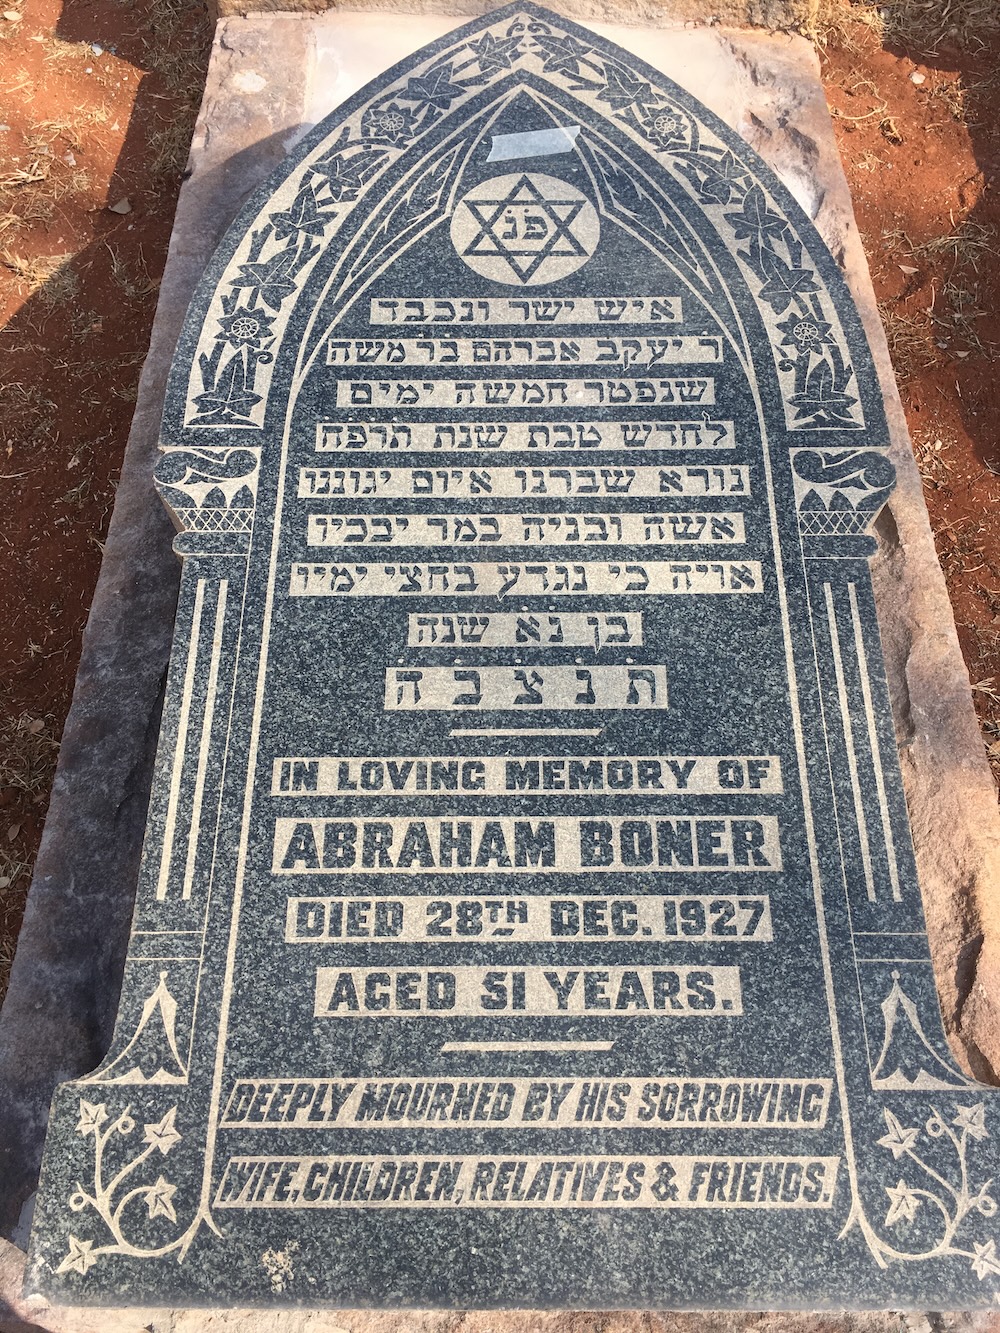 פ֗נ֗
איש ישר ונכבד
ר֗ יעקב אברהם בר משה
שנפטר חמשה ימים
לחדש טבת שנת תרפח
נורא שברנו איום יגוננו
אשה ובניה במר יבכיו
אויה כי נגדע בחצי ימיו
בן נ֗א֗ שנה
ת֗ נ֗ צ֗ ב֗ ה֗
IN LOVING MEMORY OF
ABRAHAM BONER
DIED 28TH DEC. 1927
AGED 51 YEARS.
DEEPLY MOURNED BY HIS SORROWING
WIFE, CHILDREN, RELATIVES & FRIENDS.